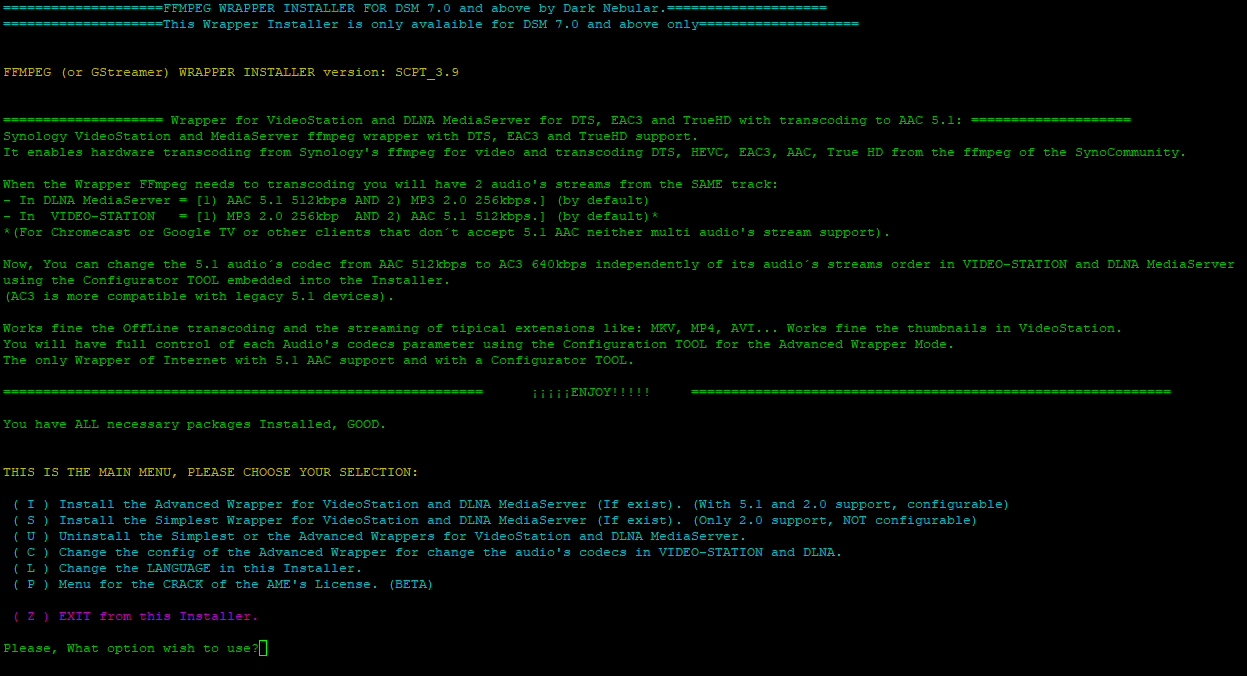 ====================FFMPEG WRAPPER INSTALLER FOR DSM 7.0 and above by Dark Nebular.====================
====================This Wrapper Installer is only avalaible for DSM 7.0 and above only====================
FFMPEG (or GStreamer) WRAPPER INSTALLER version: SCPT_3.9
==================== Wrapper for VideoStation and DLNA MediaServer for DTS, EAC3 and TrueHD with transcoding to AAC 5.1: ====================
Synology VideoStation and MediaServer ffmpeg wrapper with DTS, EAC3 and TrueHD support.
It enables hardware transcoding from Synology's ffmpeg for video and transcoding DTS, HEVC, EAC3, AAC, True HD from the ffmpeg of the SynoCommunity.
When the Wrapper FFmpeg needs to transcoding you will have 2 audio's streams from the SAME track:
- In DLNA MediaServer = [1) AAC 5.1 512kbps AND 2) MP3 2.0 256kbps.] (by default)
- In  VIDEO-STATION   = [1) MP3 2.0 256kbp  AND 2) AAC 5.1 512kbps.] (by default)*
*(For Chromecast or Google TV or other clients that don´t accept 5.1 AAC neither multi audio's stream support).
Now, You can change the 5.1 audio´s codec from AAC 512kbps to AC3 640kbps independently of its audio´s streams order in VIDEO-STATION and DLNA MediaServer
using the Configurator TOOL embedded into the Installer.
(AC3 is more compatible with legacy 5.1 devices).
Works fine the OffLine transcoding and the streaming of tipical extensions like: MKV, MP4, AVI... Works fine the thumbnails in VideoStation.
You will have full control of each Audio's codecs parameter using the Configuration TOOL for the Advanced Wrapper Mode.
The only Wrapper of Internet with 5.1 AAC support and with a Configurator TOOL.
============================================================      ¡¡¡¡¡ENJOY!!!!!     ============================================================
You have ALL necessary packages Installed, GOOD.
THIS IS THE MAIN MENU, PLEASE CHOOSE YOUR SELECTION:
( I ) Install the Advanced Wrapper for VideoStation and DLNA MediaServer (If exist). (With 5.1 and 2.0 support, configurable)
( S ) Install the Simplest Wrapper for VideoStation and DLNA MediaServer (If exist). (Only 2.0 support, NOT configurable)
( U ) Uninstall the Simplest or the Advanced Wrappers for VideoStation and DLNA MediaServer.
( C ) Change the config of the Advanced Wrapper for change the audio's codecs in VIDEO-STATION and DLNA.
( L ) Change the LANGUAGE in this Installer.
( P ) Menu for the CRACK of the AME's License. (BETA)
( Z ) EXIT from this Installer.
Please, What option wish to use?